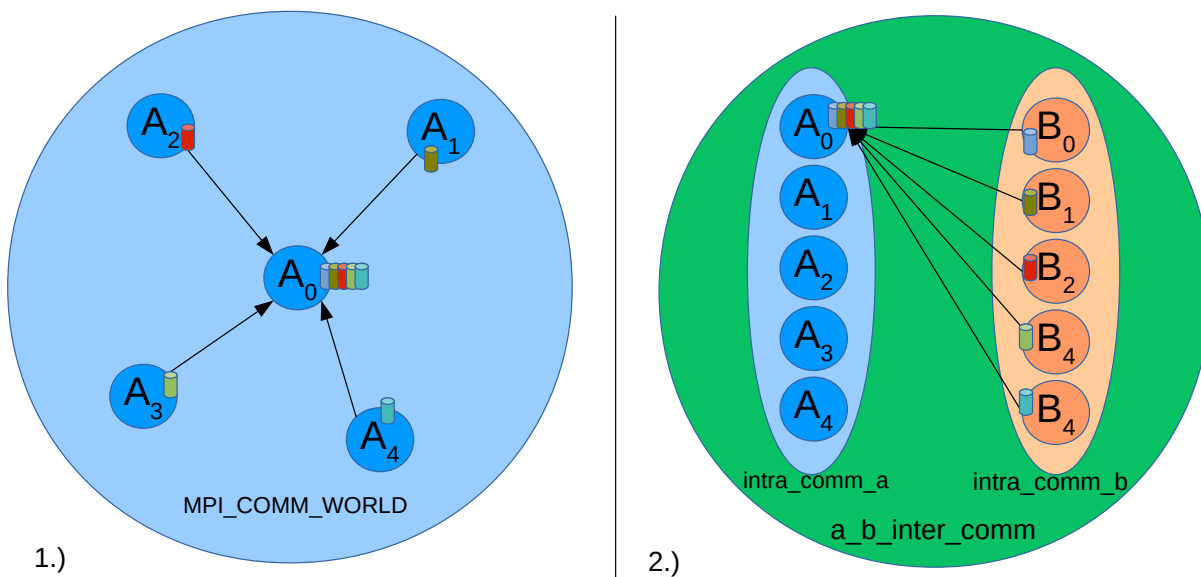 A2
A1
A0
A3
A4
MPI_COMM_WORLD
1.)
A0
A1
A2
A3
A4
intra_comm_a
B0
B1
B2
B4
B4
intra_comm_b
a_b_inter_comm
2.)